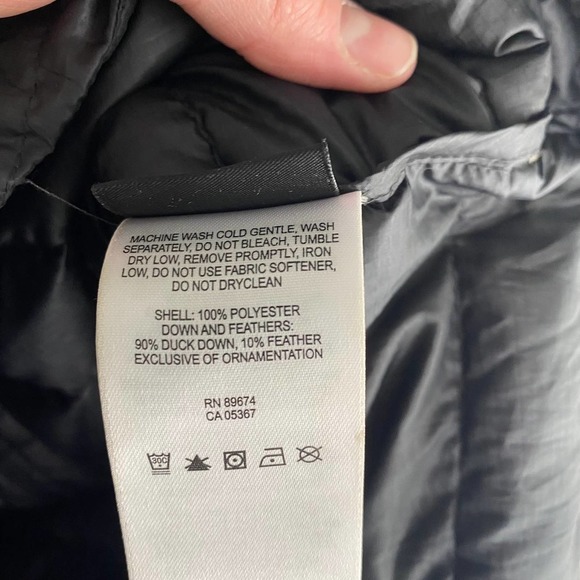 MACHINE WASH COLD GENTLE, WASH
SEPARATELY, DO NOT BLEACH, TUMBLE
DRY LOW, REMOVE PROMPTLY, IRON
LOW, DO NOT USE FABRIC SOFTENER,
DO NOT DRYCLEAN
SHELL: 100% POLYESTER
DOWN AND FEATHERS:
90% DUCK DOWN, 10% FEATHER
EXCLUSIVE OF ORNAMENTATION
RN 89674
CA 05367
30C